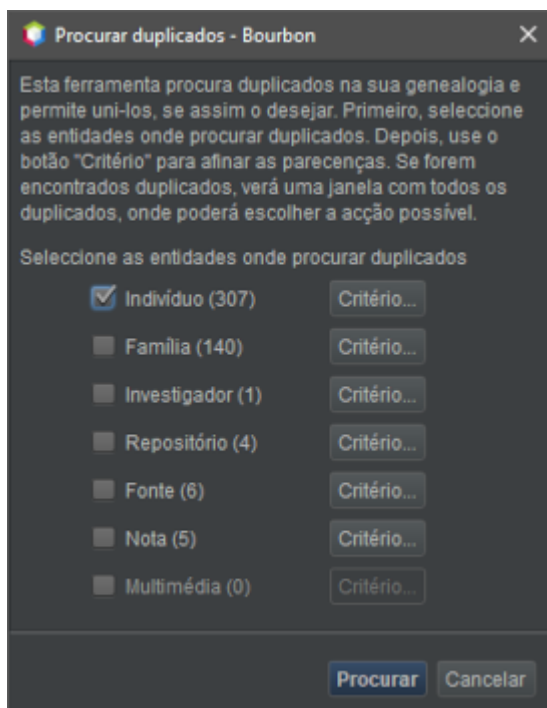 Procurar duplicados - Bourbon
Esta ferramenta procura duplicados na sua genealogia e
permite uni-los, se assim o desejar. Primeiro, seleccione
as entidades onde procurar duplicados. Depois, use o
botão "Critério" para afinar as parecenças. Se forem
encontrados duplicados, verá uma janela com todos os
duplicados, onde poderá escolher a acção possível.
Seleccione as entidades onde procurar duplicados
Indivíduo (307) Critério...
Família (140) Critério...
Investigador (1) Critério...
Repositório (4) Critério...
Fonte (6) Critério...
Nota (5) Critério...
Multimédia (0) Critério...
Procurar Cancelar